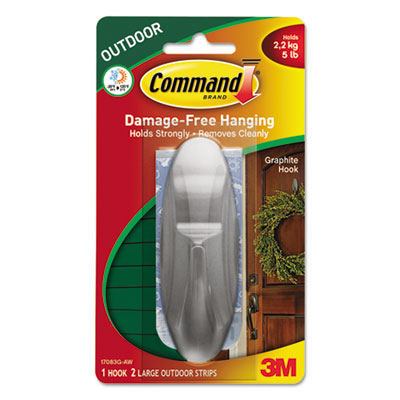 OUTDOOR
Holds
2,2 kg
5 lb
Command
BRAND
Damage-Free Hanging
Holds Strongly • Removes Cleanly
Graphite
Hook
17083G-AW
1 HOOK 2 LARGE OUTDOOR STRIPS
3M